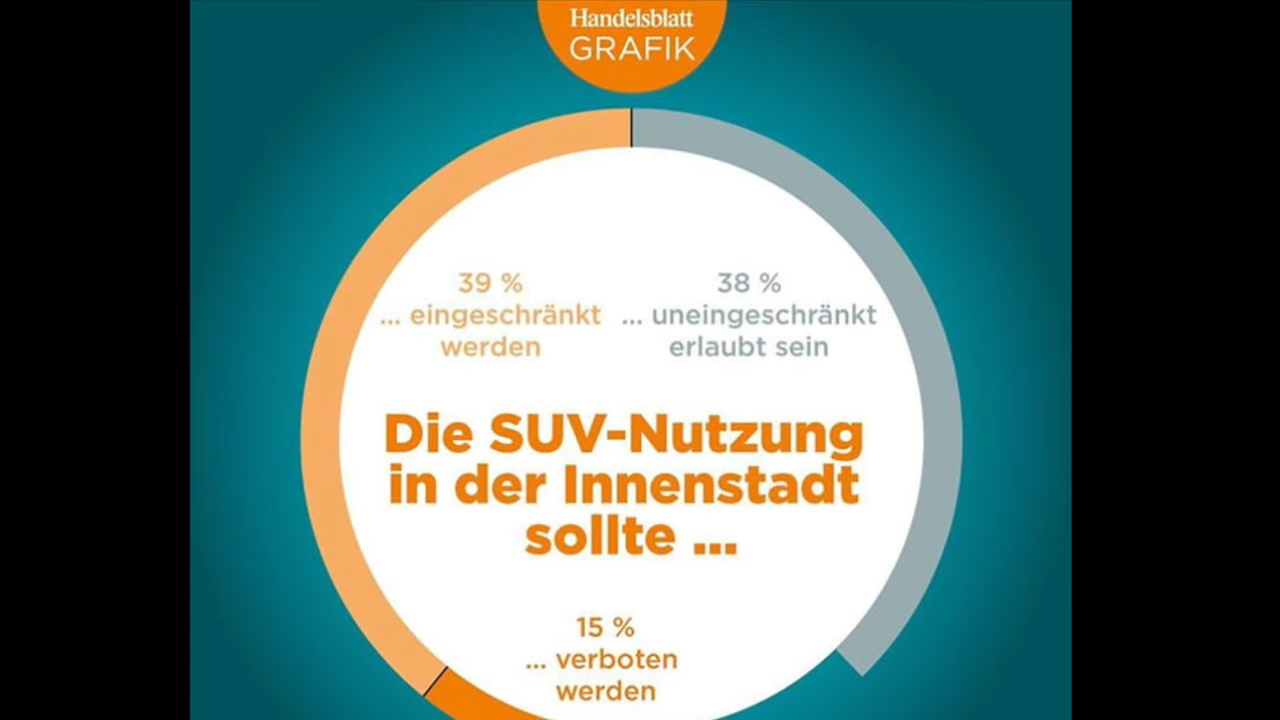 Handelsblatt
GRAFIK
39 %
... eingeschränkt
werden
38 %
... uneingeschränkt
erlaubt sein
Die SUV-Nutzung
in der Innenstadt
sollte ...
15 %
... verboten
werden